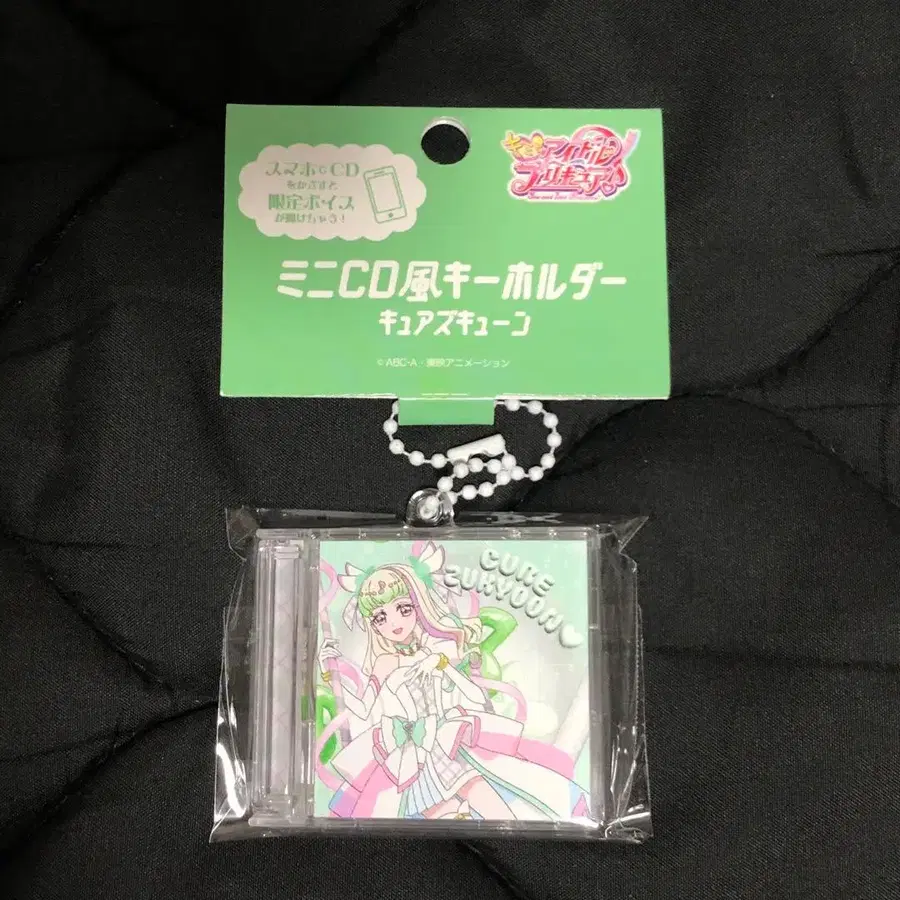 スマホでCD
をかざすと
限定ボイス
が聞けちゃう！
キミとアイドル
プリキュア♪
ミニCD風キーホルダー
キュアズキューン
©ABC-A・東映アニメーション
CURE
ZUKYOON